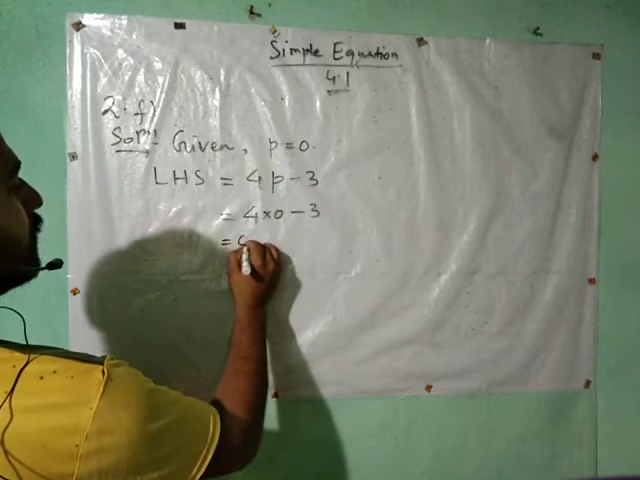 Simple Equation
4.1
2. f)
Soln: Given, p=0.
LHS = 4p-3
= 4×0-3
=